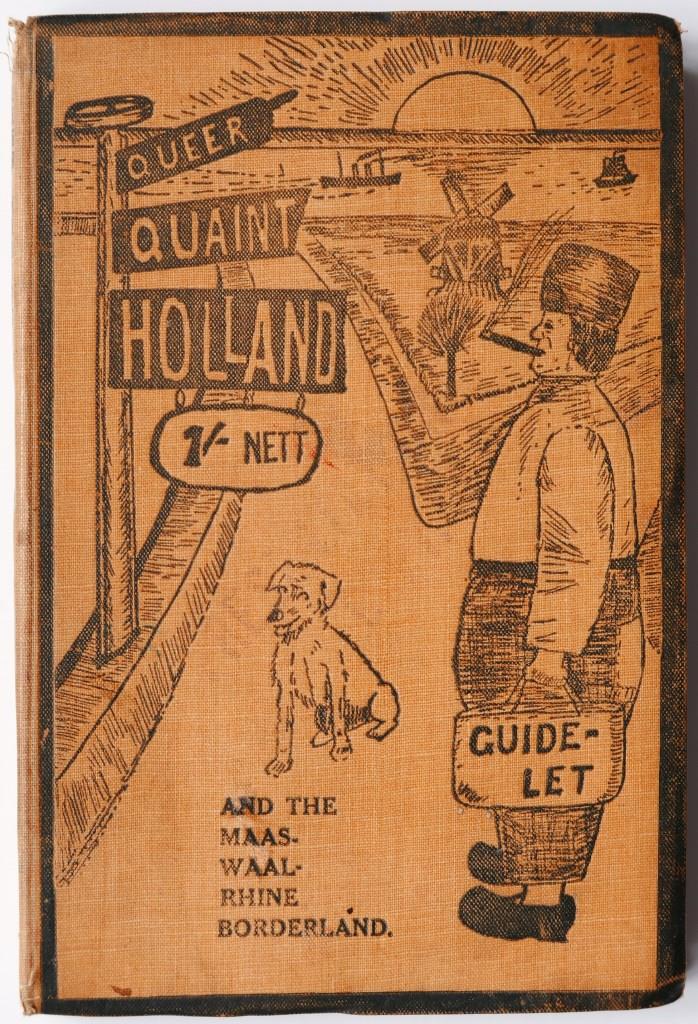 QUEER
QUAINT
HOLLAND
1/- NETT
GUIDE-
LET
AND THE
MAAS-
WAAL-
RHINE
BORDERLAND.